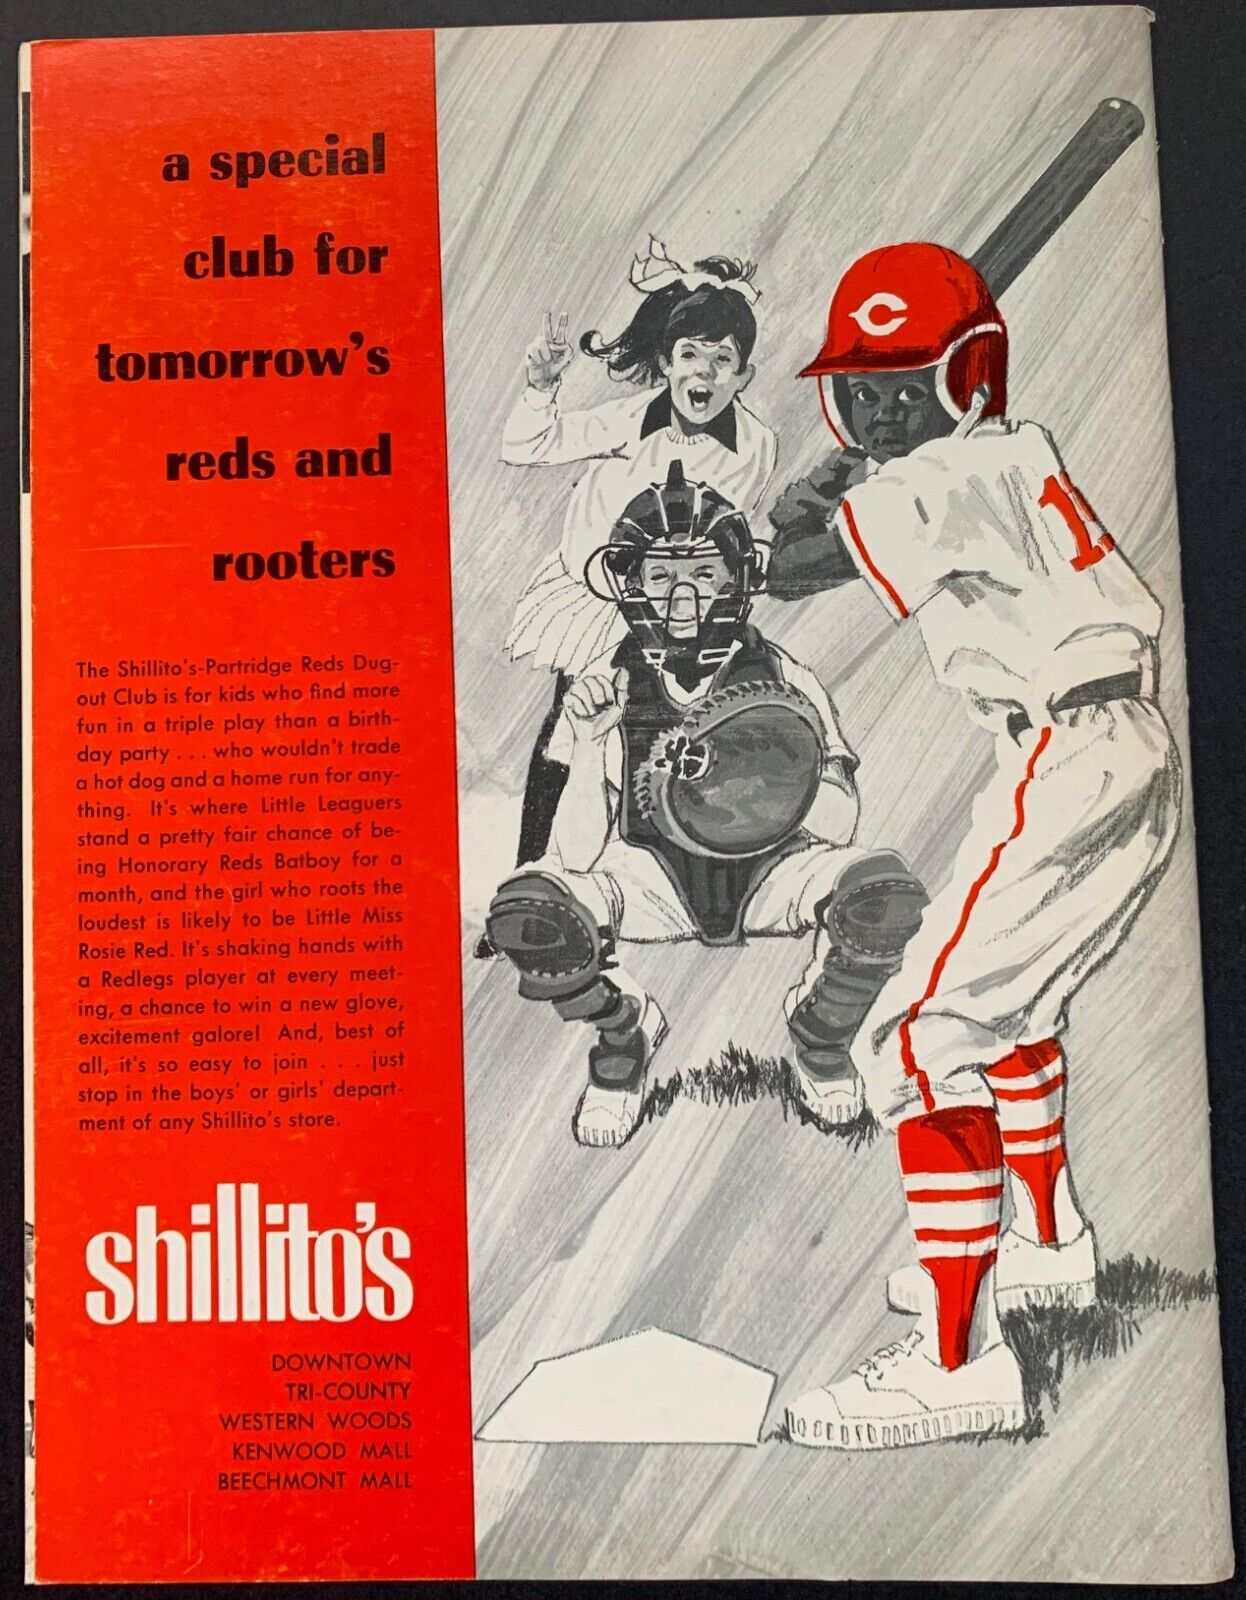 a special
club for
tomorrow's
reds and
rooters
The Shillito's-Partridge Reds Dug-
out Club is for kids who find more
fun in a triple play than a birth-
day party . . . who wouldn't trade
a hot dog and a home run for any-
thing. It's where Little Leaguers
stand a pretty fair chance of be-
ing Honorary Reds Batboy for a
month, and the girl who roots the
loudest is likely to be Little Miss
Rosie Red. It's shaking hands with
a Redlegs player at every meet-
ing, a chance to win a new glove,
excitement galore! And, best of
all, it's so easy to join . . . just
stop in the boys' or girls' depart-
ment of any Shillito's store.
shillito's
DOWNTOWN
TRI-COUNTY
WESTERN WOODS
KENWOOD MALL
BEECHMONT MALL
C